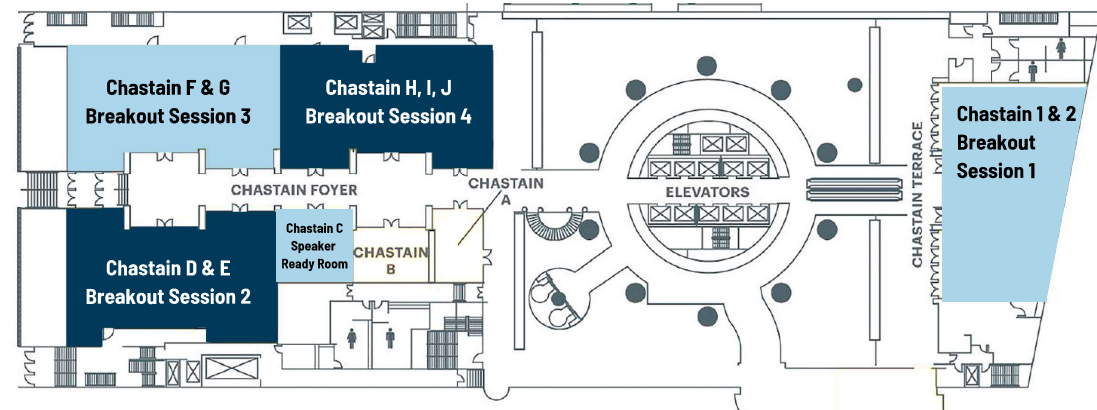 Chastain F & G
Breakout Session 3
Chastain H, I, J
Breakout Session 4
Chastain 1 & 2
Breakout
Session 1
CHASTAIN FOYER
CHASTAIN
A
ELEVATORS
CHASTAIN TERRACE
Chastain C
Speaker
Ready Room
CHASTAIN
B
Chastain D & E
Breakout Session 2